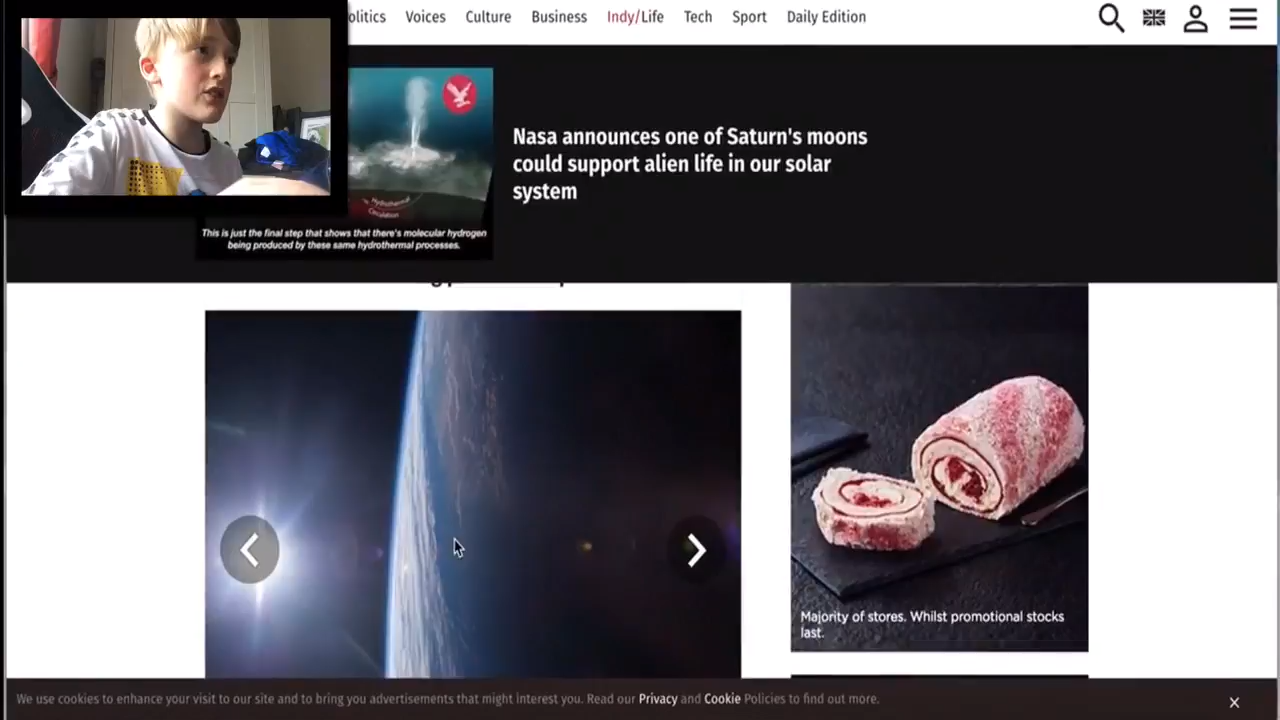 Voices Culture Business Indy/Life Tech Sport Daily Edition
Nasa announces one of Saturn's moons
could support alien life in our solar
system
Hydrothermal
Circulation
This is just the final step that shows that there's molecular hydrogen
being produced by these same hydrothermal processes.
Majority of stores. Whilst promotional stocks
last.
We use cookies to enhance your visit to our site and to bring you advertisements that might interest you. Read our Privacy and Cookie Policies to find out more.